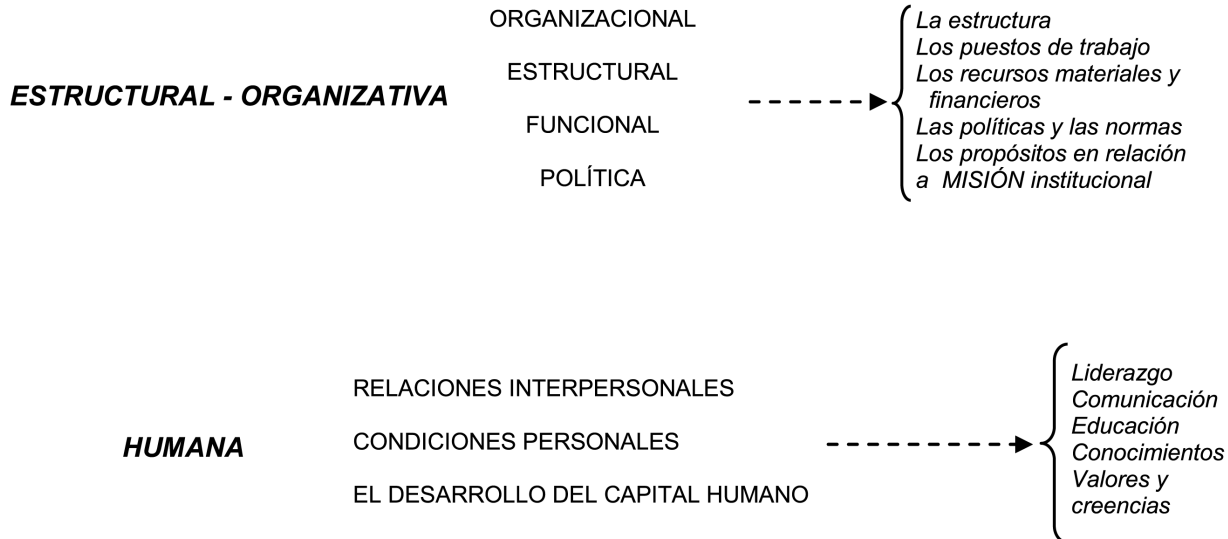 ESTRUCTURAL - ORGANIZATIVA
ORGANIZACIONAL
ESTRUCTURAL
FUNCIONAL
POLÍTICA
La estructura
Los puestos de trabajo
Los recursos materiales y
financieros
Las políticas y las normas
Los propósitos en relación
a MISIÓN institucional
HUMANA
RELACIONES INTERPERSONALES
CONDICIONES PERSONALES
EL DESARROLLO DEL CAPITAL HUMANO
Liderazgo
Comunicación
Educación
Conocimientos
Valores y
creencias